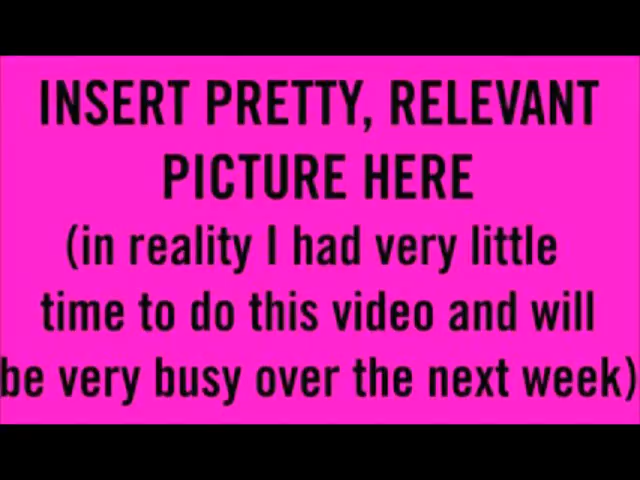 INSERT PRETTY, RELEVANT
PICTURE HERE
(in reality I had very little
time to do this video and will
be very busy over the next week)